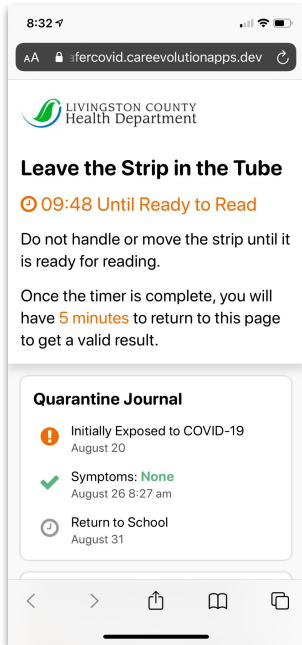 8:32
AA afercovid.careevolutionapps.dev
LIVINGSTON COUNTY
Health Department
Leave the Strip in the Tube
09:48 Until Ready to Read
Do not handle or move the strip until it
is ready for reading.
Once the timer is complete, you will
have 5 minutes to return to this page
to get a valid result.
Quarantine Journal
Initially Exposed to COVID-19
August 20
Symptoms: None
August 26 8:27 am
Return to School
August 31